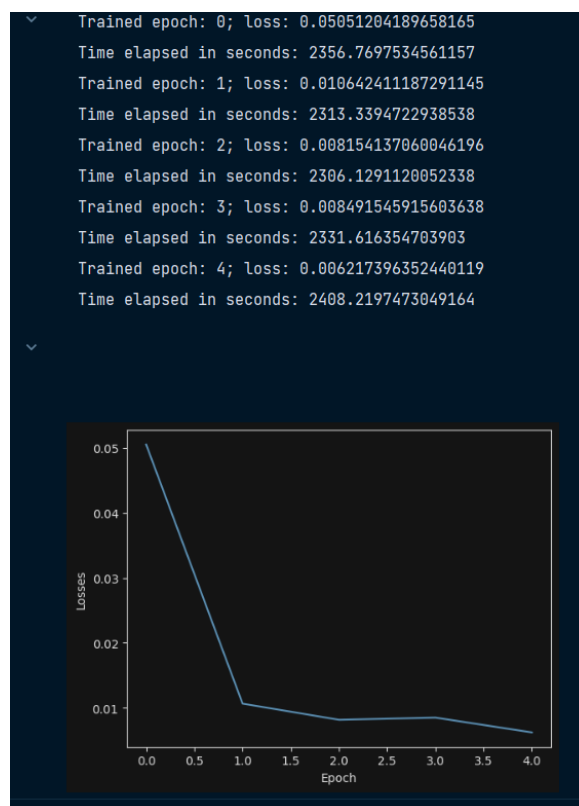 Trained epoch: 0; loss: 0.05051204189658165
Time elapsed in seconds: 2356.7697534561157
Trained epoch: 1; loss: 0.010642411187291145
Time elapsed in seconds: 2313.3394722938538
Trained epoch: 2; loss: 0.008154137060046196
Time elapsed in seconds: 2306.1291120052338
Trained epoch: 3; loss: 0.008491545915603638
Time elapsed in seconds: 2331.616354703903
Trained epoch: 4; loss: 0.006217396352440119
Time elapsed in seconds: 2408.2197473049164
0.05
0.04
0.03
0.02
0.01
Losses
0.0 0.5 1.0 1.5 2.0 2.5 3.0 3.5 4.0
Epoch